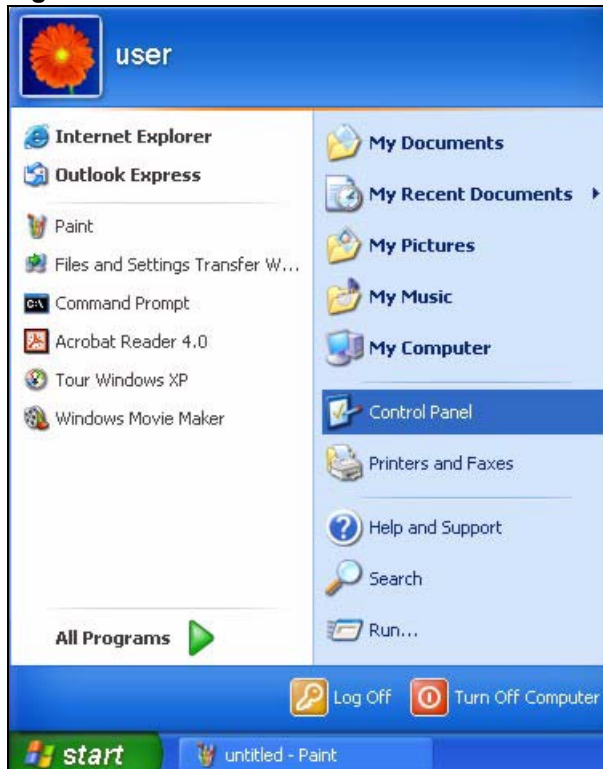 user
Internet Explorer
Outlook Express
Paint
Files and Settings Transfer W...
C:\
Command Prompt
Acrobat Reader 4.0
Tour Windows XP
Windows Movie Maker
All Programs
My Documents
My Recent Documents
My Pictures
My Music
My Computer
Control Panel
Printers and Faxes
Help and Support
Search
Run...
Log Off
Turn Off Computer
start
untitled - Paint